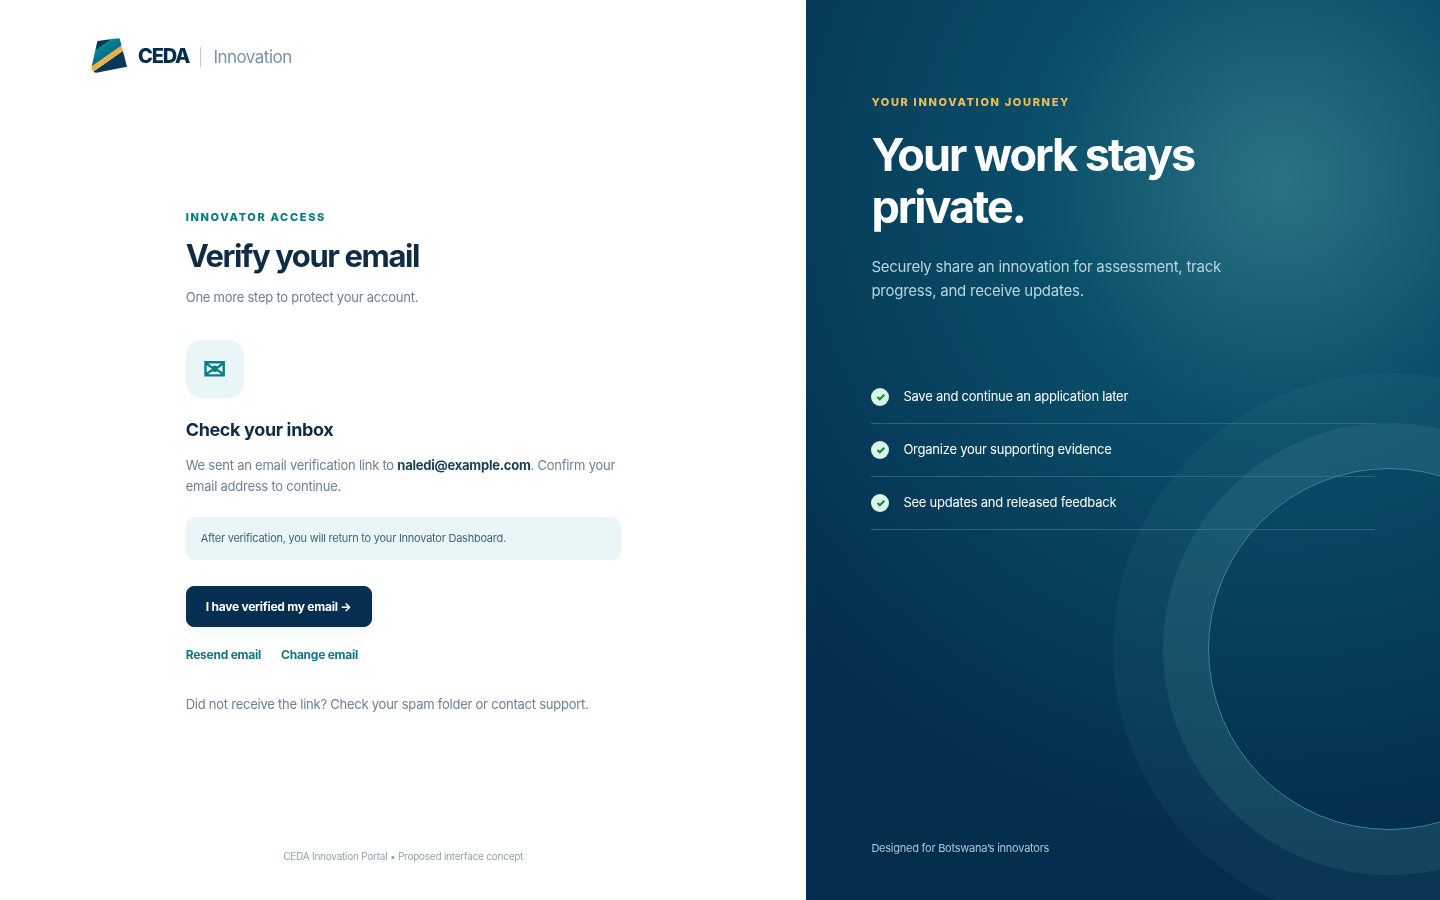 CEDA Innovation
INNOVATOR ACCESS
Verify your email
One more step to protect your account.
Check your inbox
We sent an email verification link to naledi@example.com. Confirm your
email address to continue.
After verification, you will return to your Innovator Dashboard.
I have verified my email →
Resend email Change email
Did not receive the link? Check your spam folder or contact support.
CEDA Innovation Portal • Proposed interface concept
YOUR INNOVATION JOURNEY
Your work stays
private.
Securely share an innovation for assessment, track
progress, and receive updates.
Save and continue an application later
Organize your supporting evidence
See updates and released feedback
Designed for Botswana's innovators